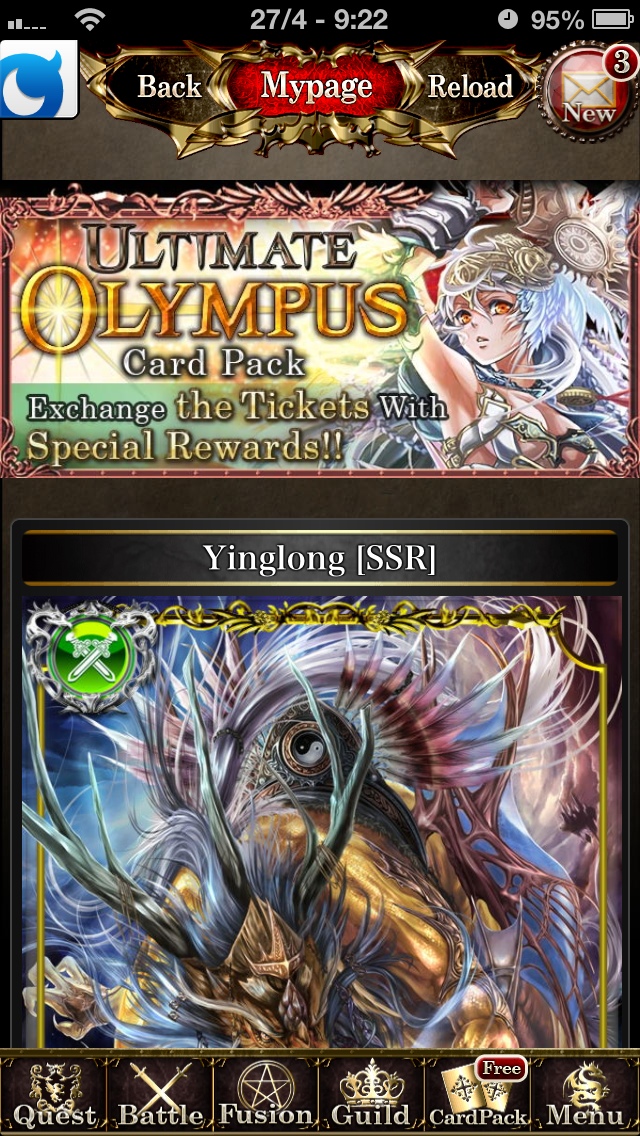 27/4 - 9:22
95%
Back
Mypage
Reload
3
New
ULTIMATE
OLYMPUS
Card Pack
Exchange the Tickets With
Special Rewards!!
Yinglong [SSR]
Free
Quest
Battle
Fusion
Guild
CardPack
Menu